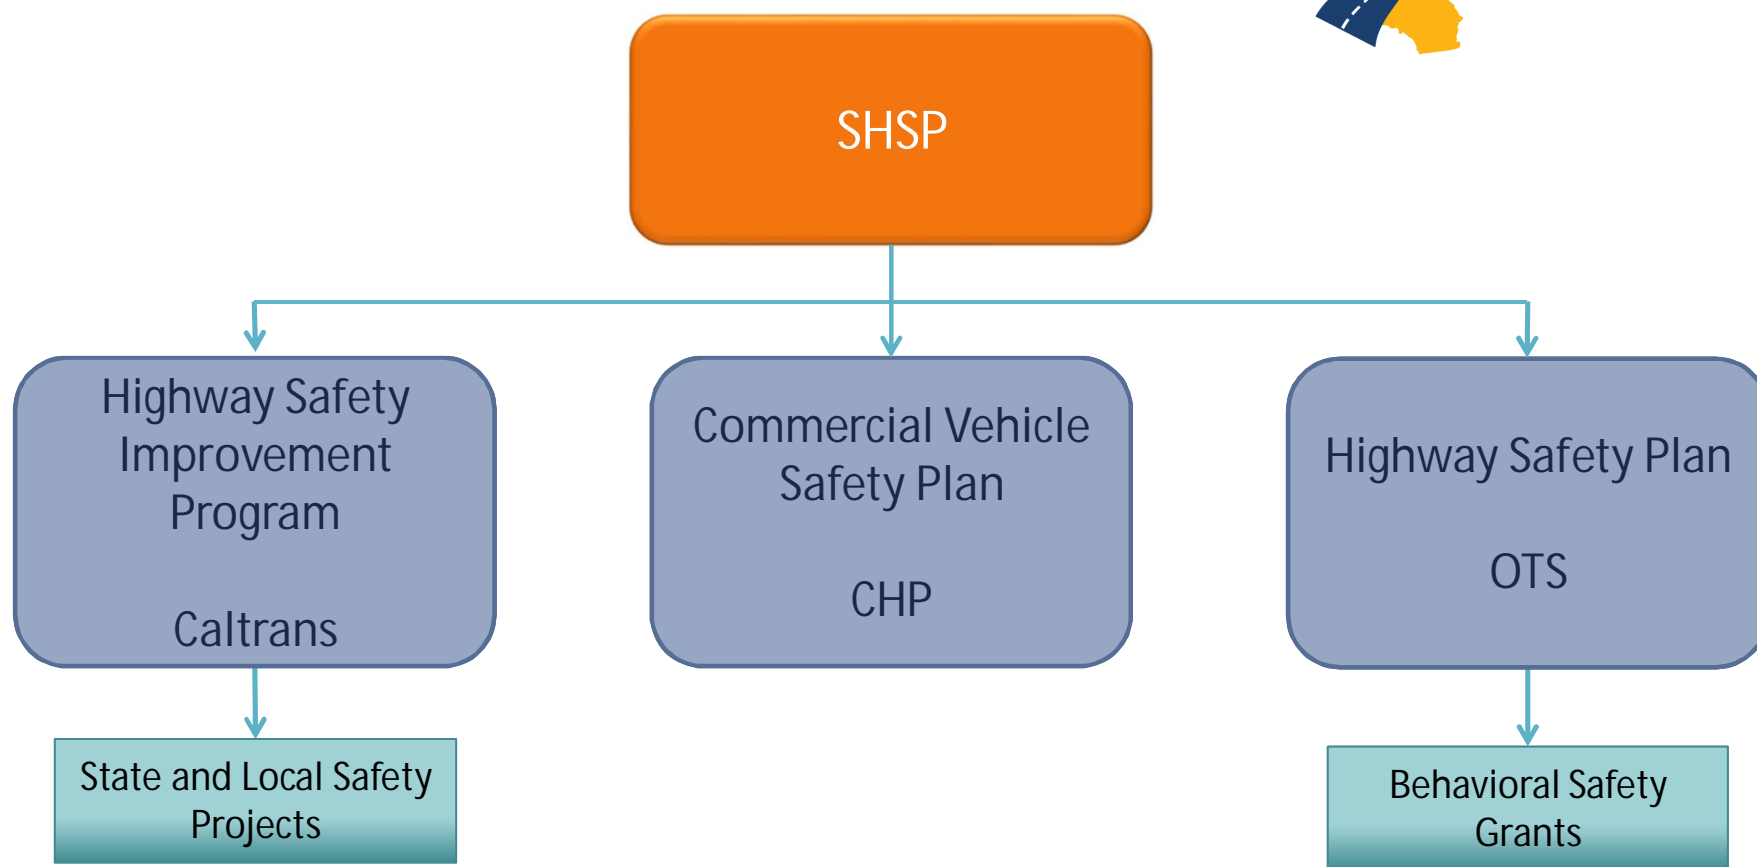 SHSP
Highway Safety
Improvement
Program
Caltrans
Commercial Vehicle
Safety Plan
CHP
Highway Safety Plan
OTS
State and Local Safety
Projects
Behavioral Safety
Grants